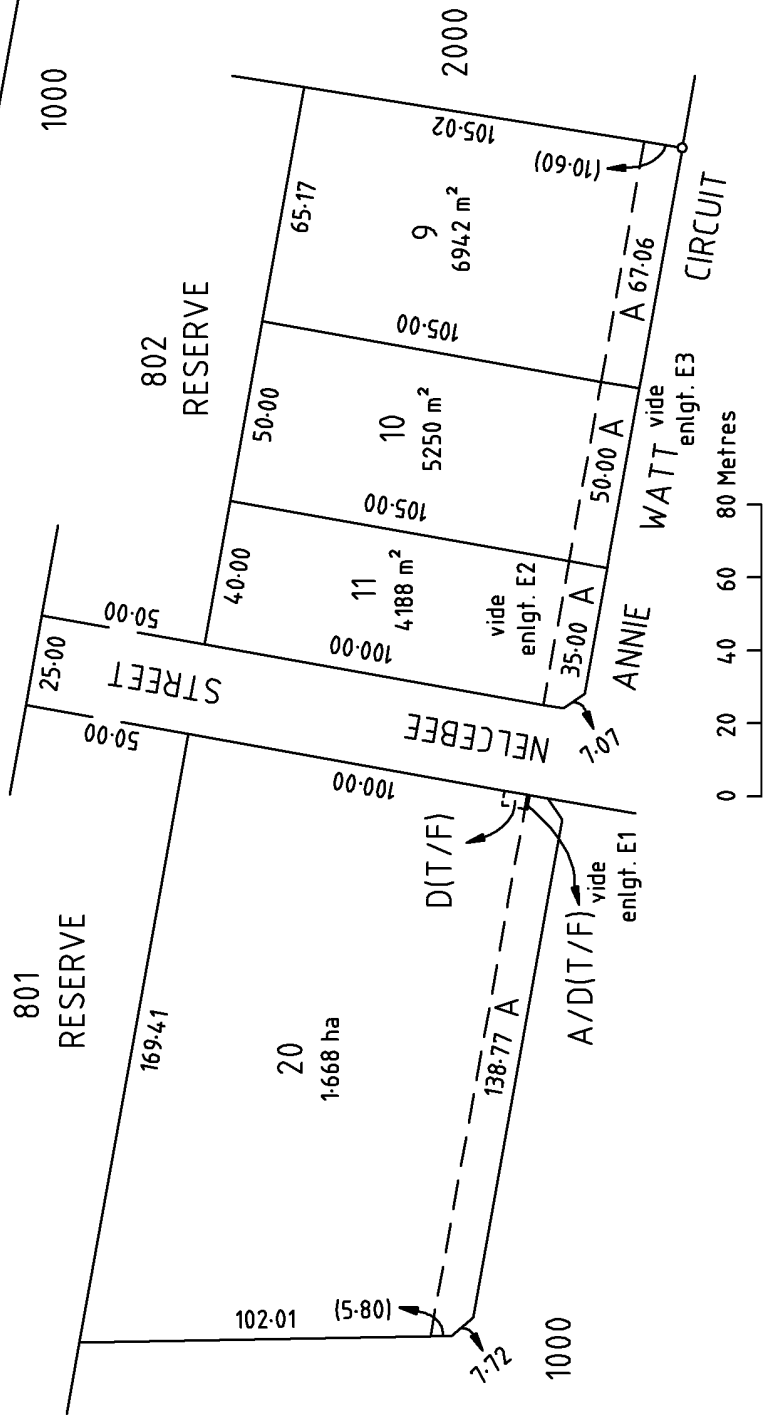 1000
2000
802
RESERVE
65·17
105·02
9
6942 m²
(10·60)
A 67·06
CIRCUIT
50·00
105·00
10
5250 m²
50·00 A
vide
enlgt. E3
WATT
40·00
105·00
11
4188 m²
vide
enlgt. E2
35·00 A
ANNIE
100·00
7·07
50·00
25·00
STREET
NELCEBEE
50·00
100·00
801
RESERVE
169·41
20
1·668 ha
D(T/F)
A/D(T/F)
vide
enlgt. E1
138·77 A
102·01
(5·80)
7·72
1000
0 20 40 60 80 Metres